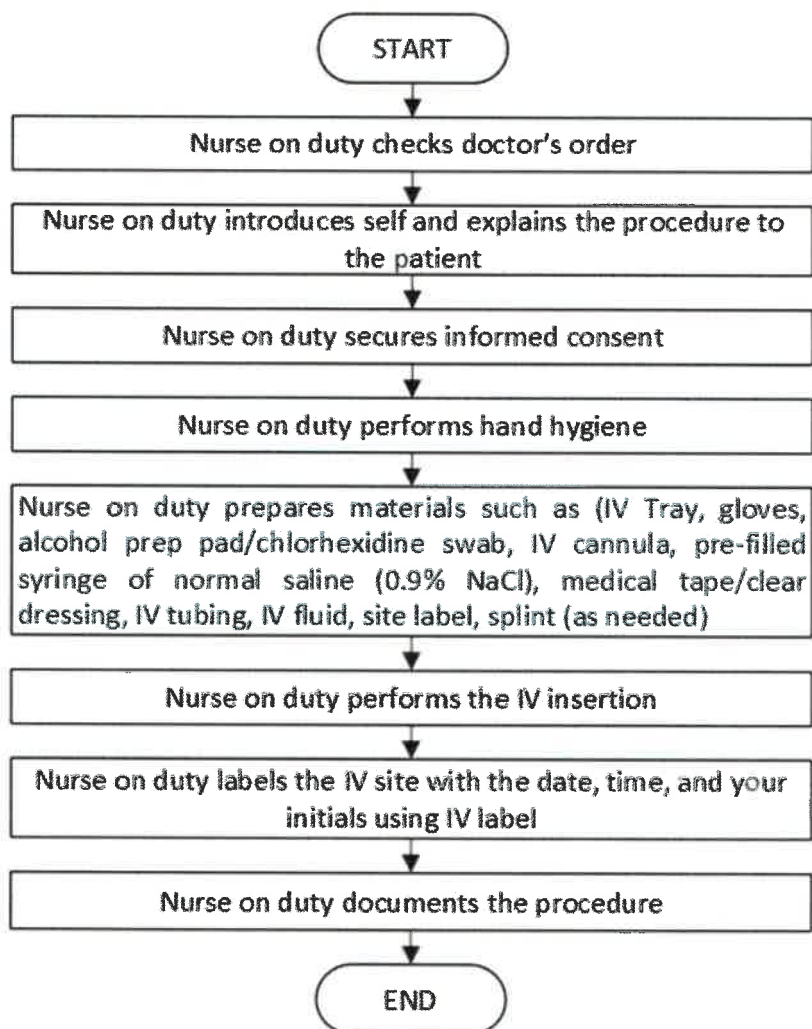 START
Nurse on duty checks doctor's order
Nurse on duty introduces self and explains the procedure to
the patient
Nurse on duty secures informed consent
Nurse on duty performs hand hygiene
Nurse on duty prepares materials such as (IV Tray, gloves,
alcohol prep pad/chlorhexidine swab, IV cannula, pre-filled
syringe of normal saline (0.9% NaCl), medical tape/clear
dressing, IV tubing, IV fluid, site label, splint (as needed)
Nurse on duty performs the IV insertion
Nurse on duty labels the IV site with the date, time, and your
initials using IV label
Nurse on duty documents the procedure
END